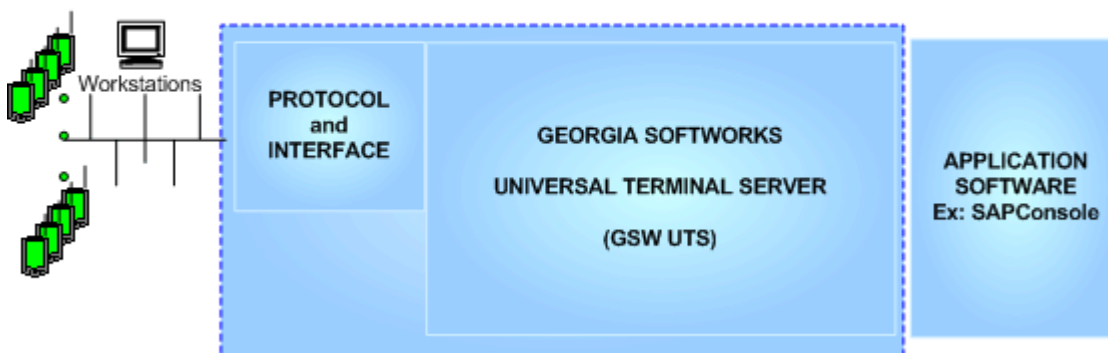 Workstations
PROTOCOL
and
INTERFACE
GEORGIA SOFTWORKS
UNIVERSAL TERMINAL SERVER
(GSW UTS)
APPLICATION
SOFTWARE
Ex: SAPConsole